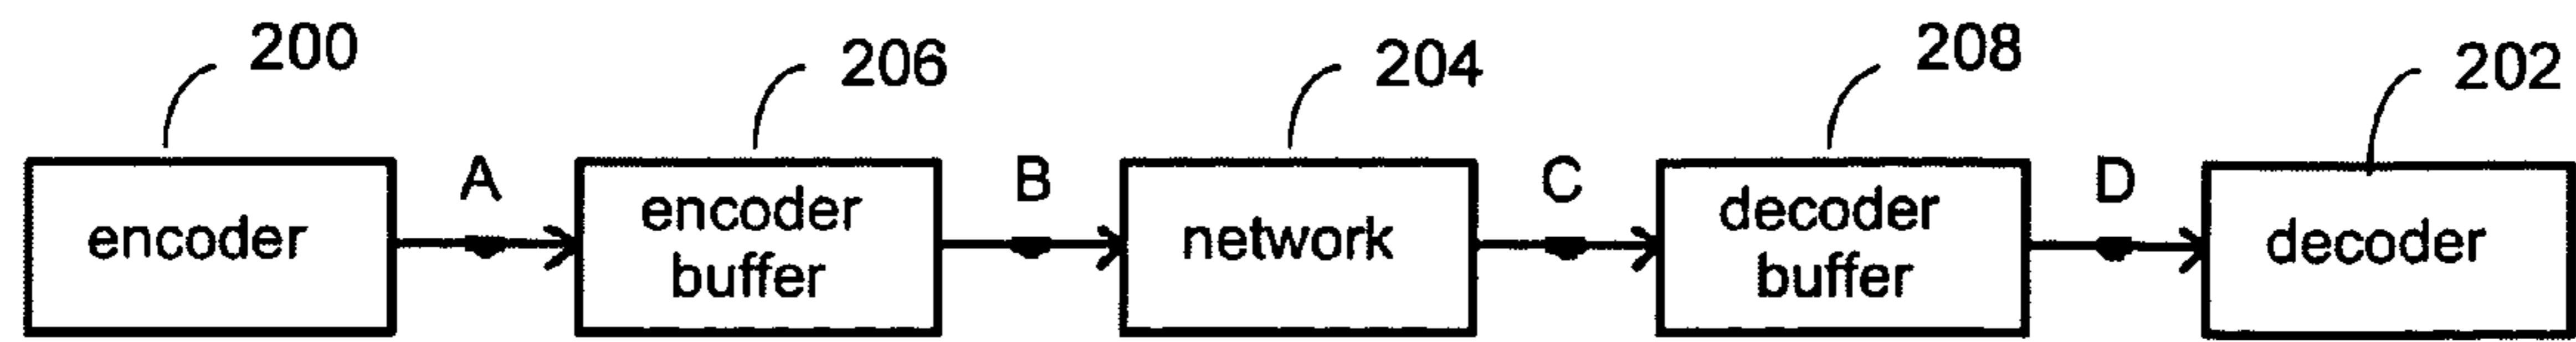 200 206 204 208 202
A B C D
encoder encoder buffer network decoder buffer decoder